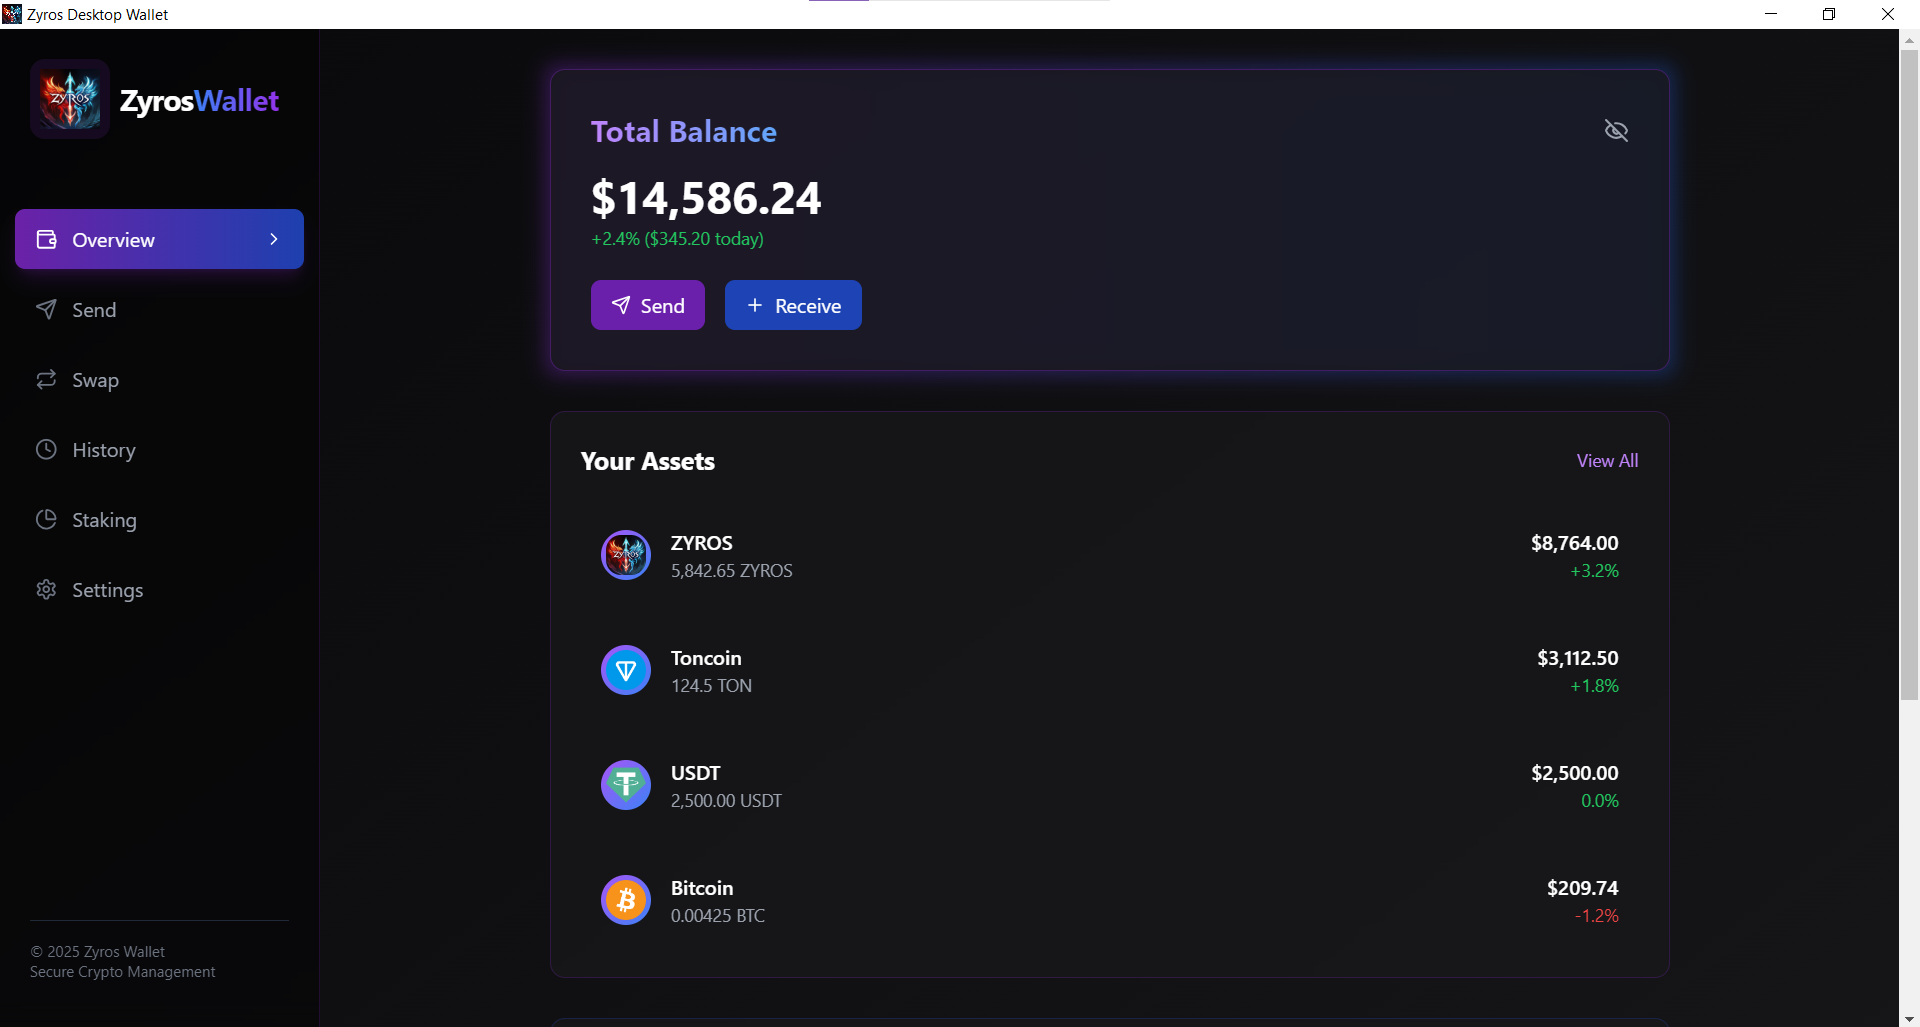 Zyros Desktop Wallet
ZYROS
ZyrosWallet
Overview
Send
Swap
History
Staking
Settings
© 2025 Zyros Wallet
Secure Crypto Management
Total Balance
$14,586.24
+2.4% ($345.20 today)
Send
Receive
Your Assets
View All
ZYROS
ZYROS
$8,764.00
5,842.65 ZYROS
+3.2%
Toncoin
$3,112.50
124.5 TON
+1.8%
USDT
$2,500.00
2,500.00 USDT
0.0%
Bitcoin
$209.74
0.00425 BTC
-1.2%